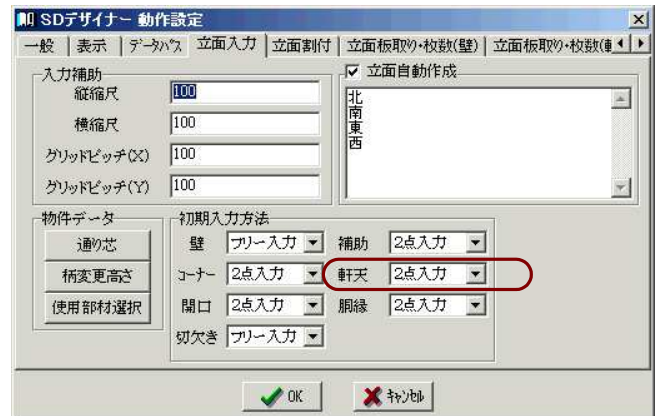 SDデザイナー 動作設定
一般 表示 データパス 立面入力 立面割付 立面板取り・枚数(壁) 立面板取り・枚数(
入力補助
縦縮尺 100
横縮尺 100
グリッドピッチ(X) 100
グリッドピッチ(Y) 100
立面自動作成
北
南
東
西
物件データ
通り芯
柄変更高さ
使用部材選択
初期入力方法
壁 フリー入力 補助 2点入力
コーナー 2点入力 軒天 2点入力
開口 2点入力 胴縁 2点入力
切欠き フリー入力
OK キャンセル